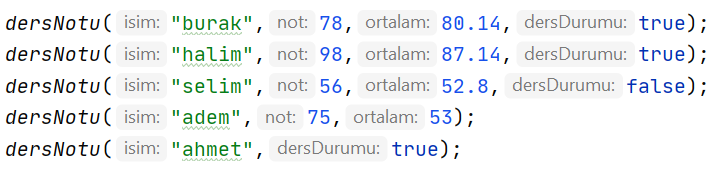 dersNotu( isim: "burak", not: 78, ortalam: 80.14, dersDurumu: true);
dersNotu( isim: "halim", not: 98, ortalam: 87.14, dersDurumu: true);
dersNotu( isim: "selim", not: 56, ortalam: 52.8, dersDurumu: false);
dersNotu( isim: "adem", not: 75, ortalam: 53);
dersNotu( isim: "ahmet", dersDurumu: true);